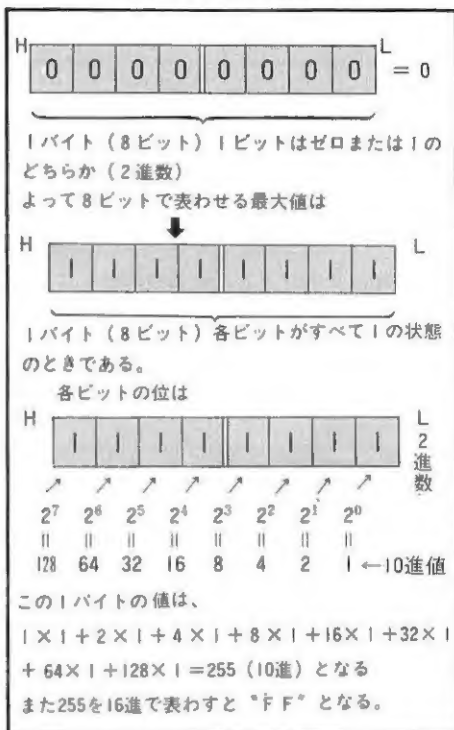 H 0 0 0 0 0 0 0 0 L = 0
1バイト（8ビット）1ビットはゼロまたは1の
どちらか（2進数）
よって8ビットで表わせる最大値は
H 1 1 1 1 1 1 1 1 L
1バイト（8ビット）各ビットがすべて1の状態
のときである。
各ビットの位は
H 1 1 1 1 1 1 1 1 L 2進数
2⁷ 2⁶ 2⁵ 2⁴ 2³ 2² 2¹ 2⁰
= = = = = = = =
128 64 32 16 8 4 2 1 ←10進値
この1バイトの値は、
1×1+2×1+4×1+8×1+16×1+32×1
+64×1+128×1=255（10進）となる
また255を16進で表わすと"FF"となる。